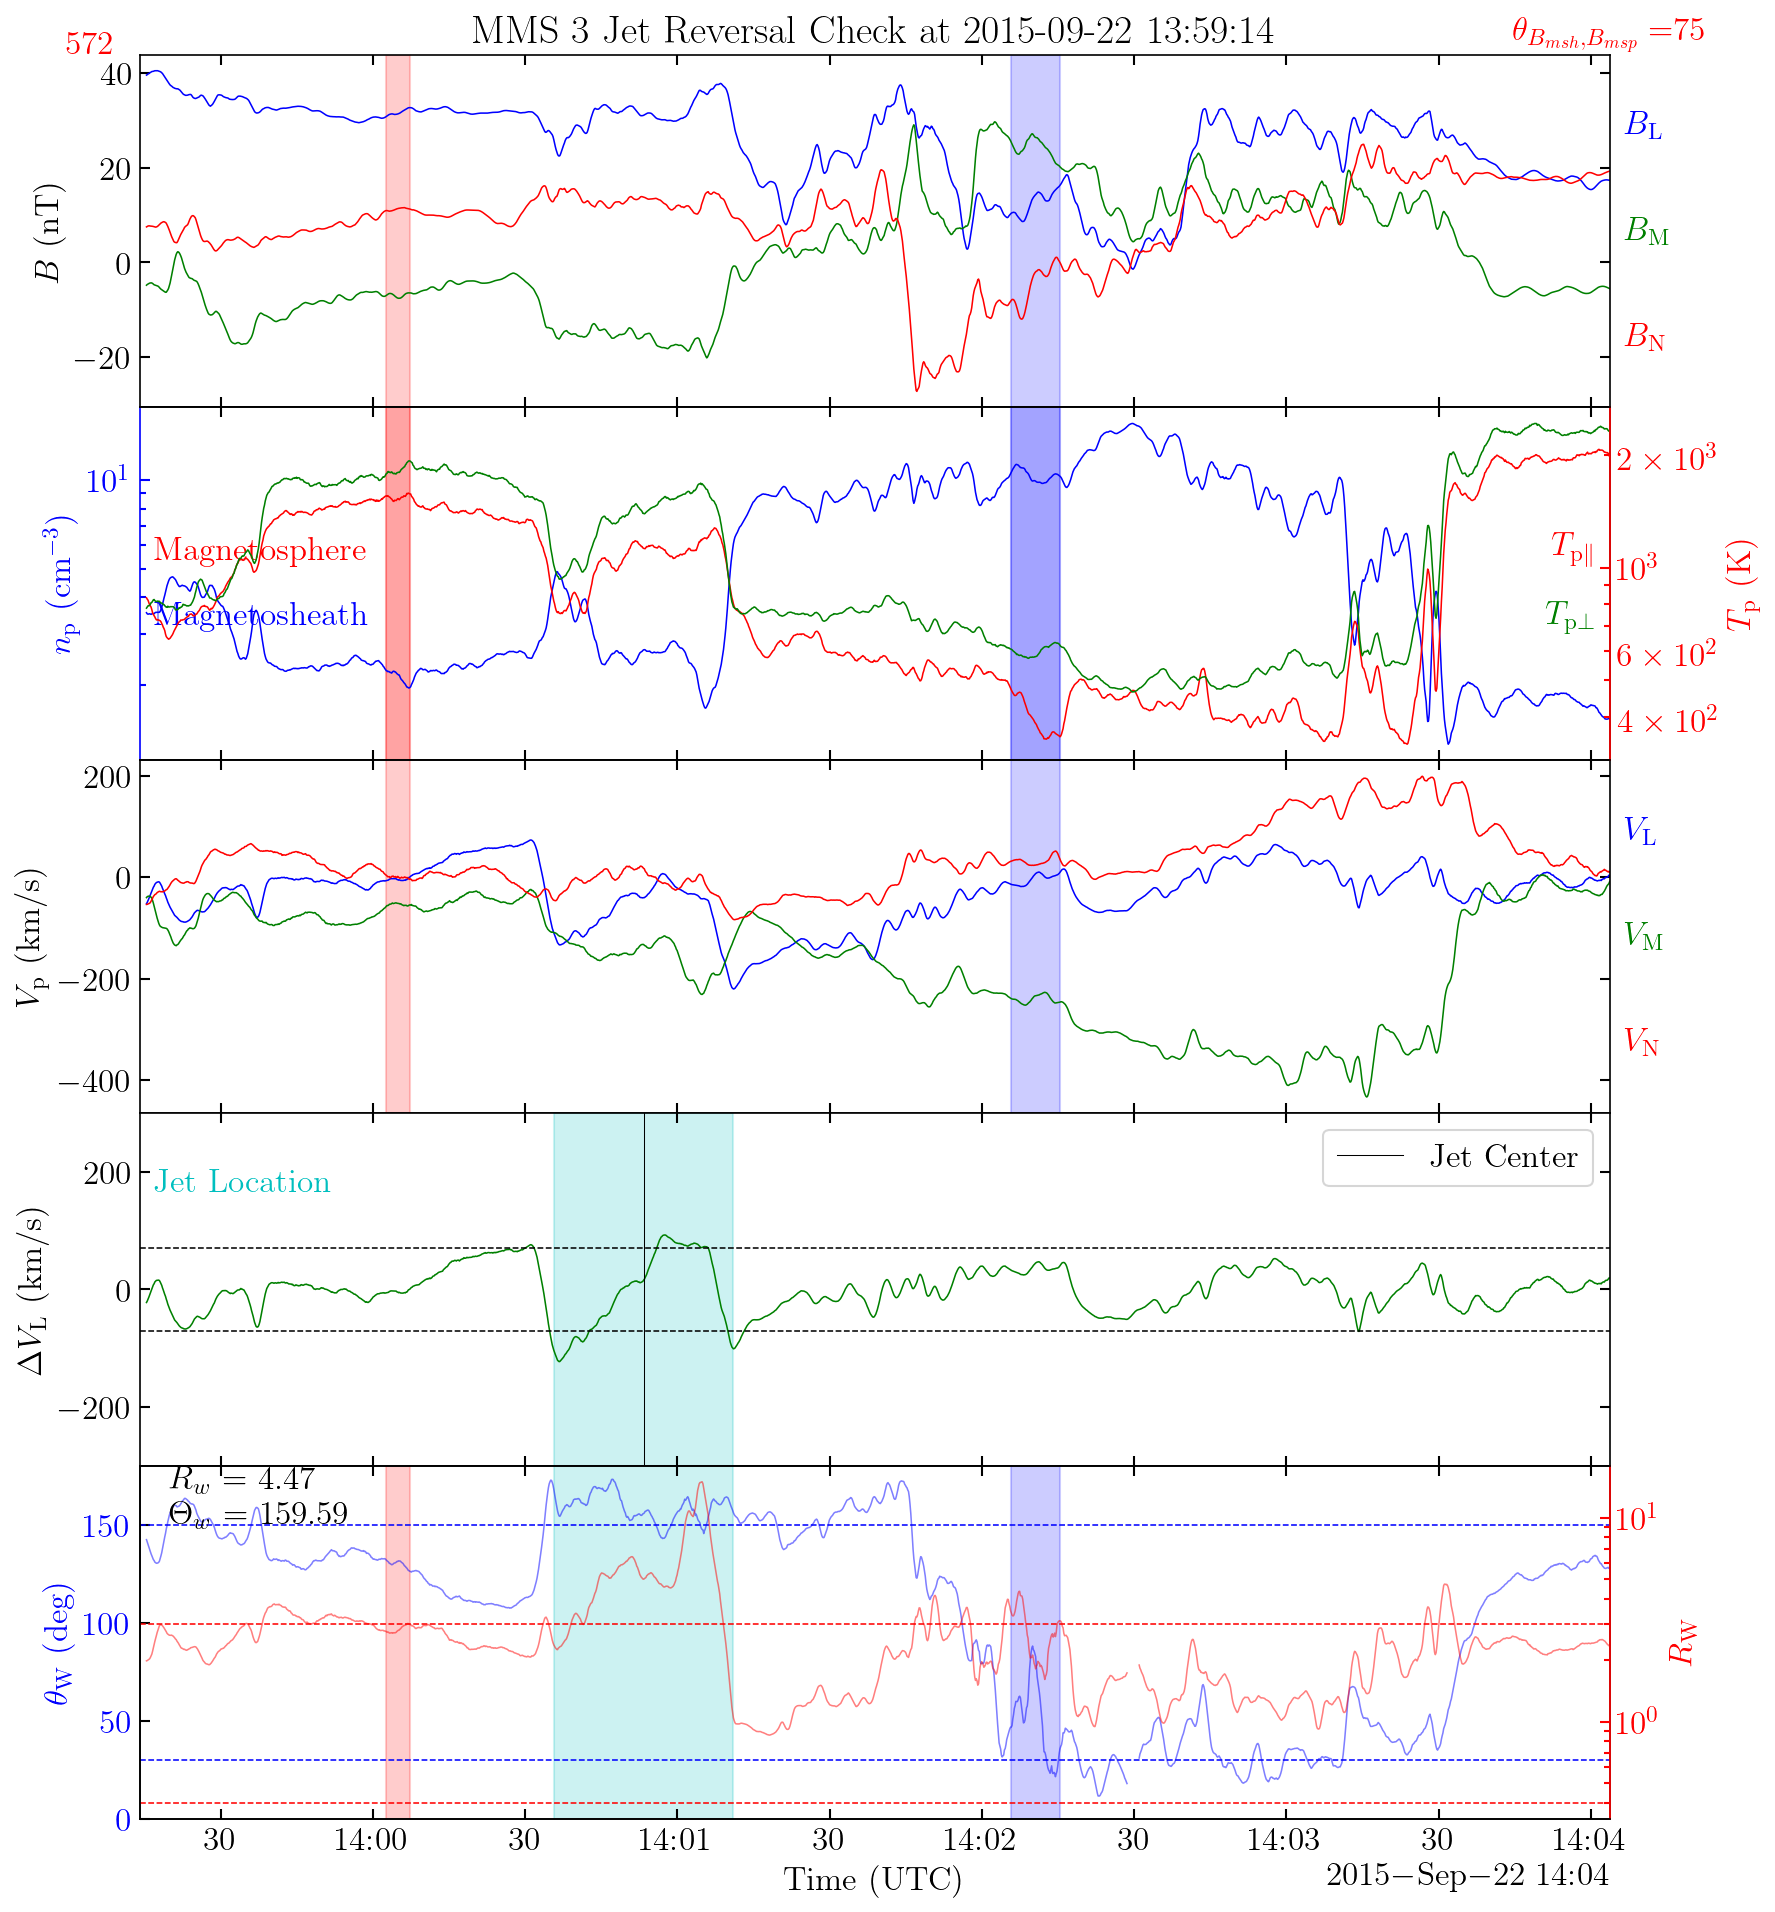 MMS 3 Jet Reversal Check at 2015-09-22 13:59:14
572
θ_{B_{msh},B_{msp}} =75
40
20
0
−20
B (nT)
B_L
B_M
B_N
10^1
n_p (cm^{−3})
Magnetosphere
Magnetosheath
T_{p∥}
T_{p⊥}
2 × 10^3
10^3
6 × 10^2
4 × 10^2
T_p (K)
200
0
−200
−400
V_p (km/s)
V_L
V_M
V_N
200
0
−200
ΔV_L (km/s)
Jet Location
Jet Center
R_w = 4.47
Θ_w = 159.59
150
100
50
0
θ_W (deg)
10^1
10^0
R_W
30 14:00 30 14:01 30 14:02 30 14:03 30 14:04
Time (UTC)
2015−Sep−22 14:04